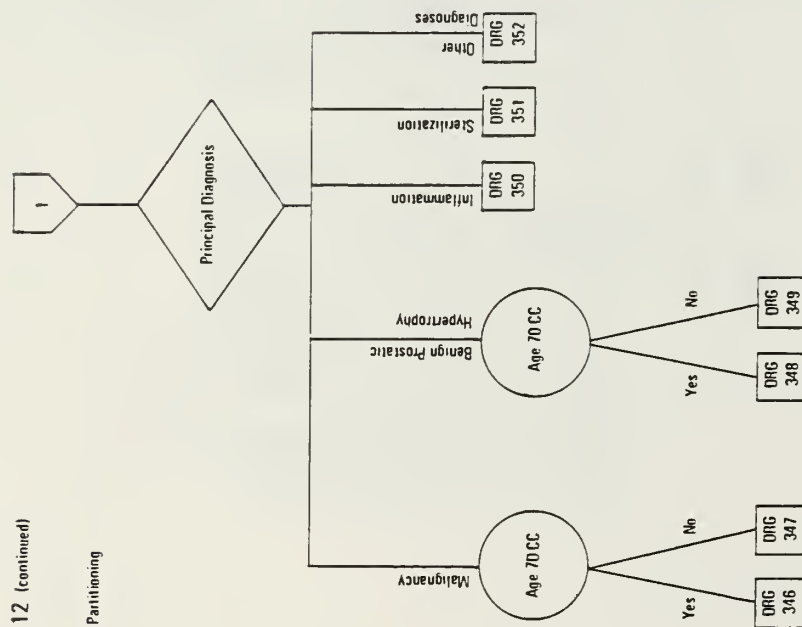 12 (continued)
Partitioning
1
Principal Diagnosis
Malignancy
Benign Prostatic
Hypertrophy
Inflammation
Sterilization
Other
Diagnoses
Age 70 CC
Age 70 CC
Yes
No
Yes
No
DRG
346
DRG
347
DRG
348
DRG
349
DRG
350
DRG
351
DRG
352